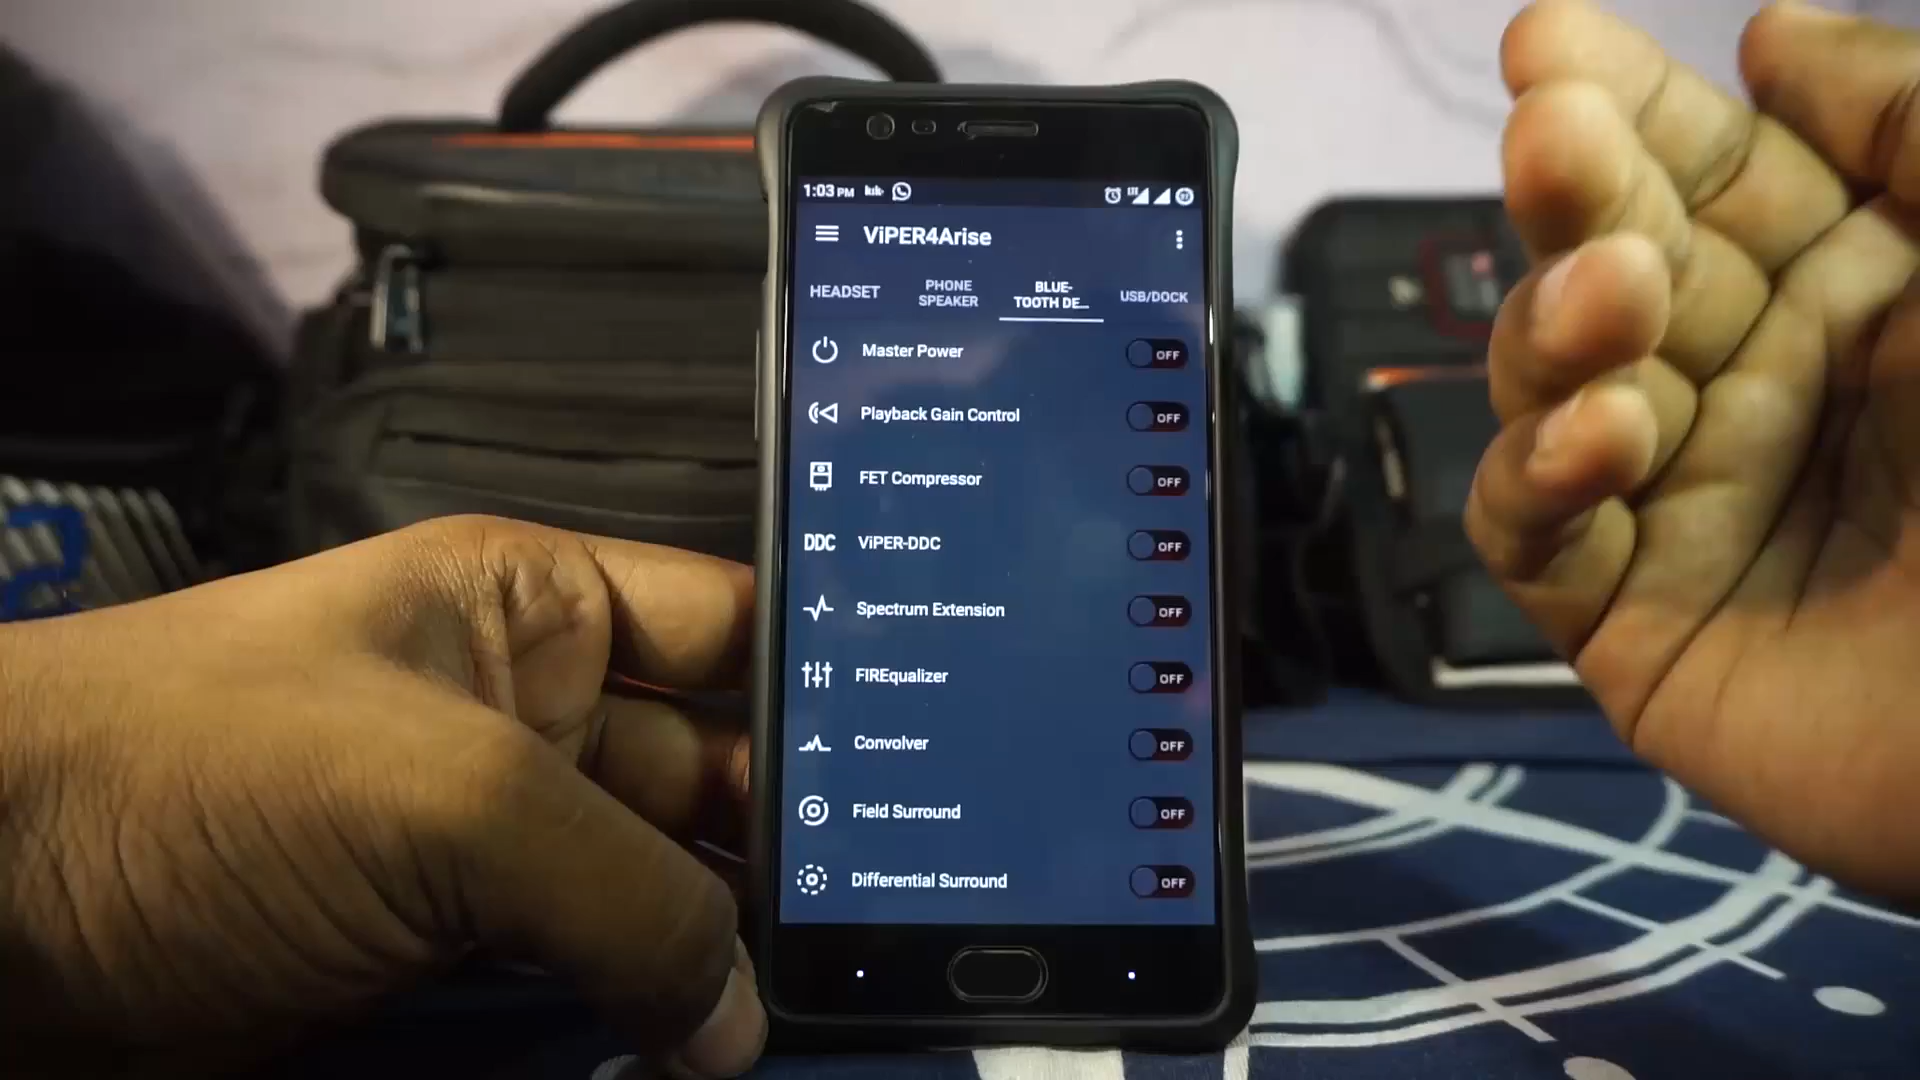 1:03 PM kik LTE
ViPER4Arise
HEADSET
PHONE
SPEAKER
BLUE-
TOOTH DE...
USB/DOCK
Master Power OFF
Playback Gain Control OFF
FET Compressor OFF
DDC ViPER-DDC OFF
Spectrum Extension OFF
FIREqualizer OFF
Convolver OFF
Field Surround OFF
Differential Surround OFF